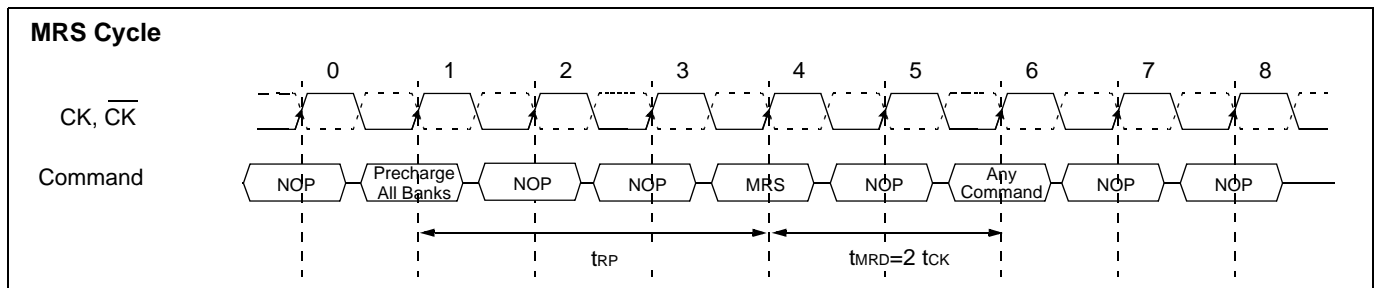 MRS Cycle
0 1 2 3 4 5 6 7 8
CK, C̅K̅
Command
NOP Precharge All Banks NOP NOP MRS NOP Any Command NOP NOP
tRP tMRD=2 tCK